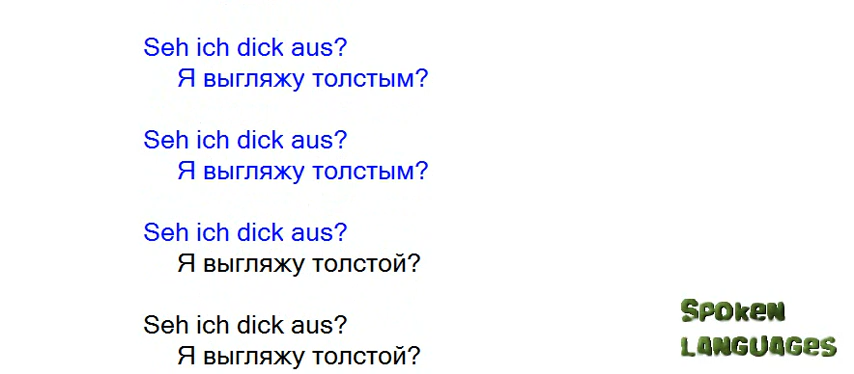 Seh ich dick aus?
Я выгляжу толстым?
Seh ich dick aus?
Я выгляжу толстым?
Seh ich dick aus?
Я выгляжу толстой?
Seh ich dick aus?
Я выгляжу толстой?
Spoken
Languages